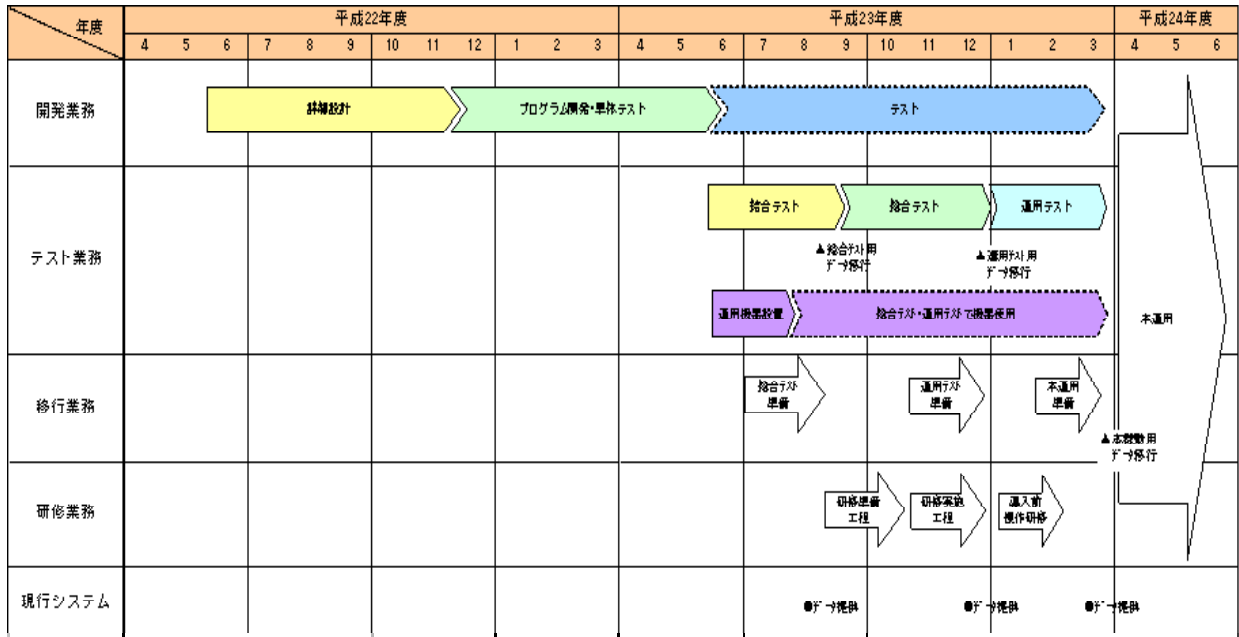 年度
平成22年度
平成23年度
平成24年度
4 5 6 7 8 9 10 11 12 1 2 3 4 5 6 7 8 9 10 11 12 1 2 3 4 5 6
開発業務
詳細設計
プログラム開発・単体テスト
テスト
テスト業務
結合テスト
総合テスト
運用テスト
▲総合テスト用
データ移行
▲運用テスト用
データ移行
運用機器設置
総合テスト・運用テストで機器使用
本運用
移行業務
総合テスト
準備
運用テスト
準備
本運用
準備
▲本稼働用
データ移行
研修業務
研修準備
工程
研修実施
工程
導入前
操作研修
現行システム
●データ提供
●データ提供
●データ提供